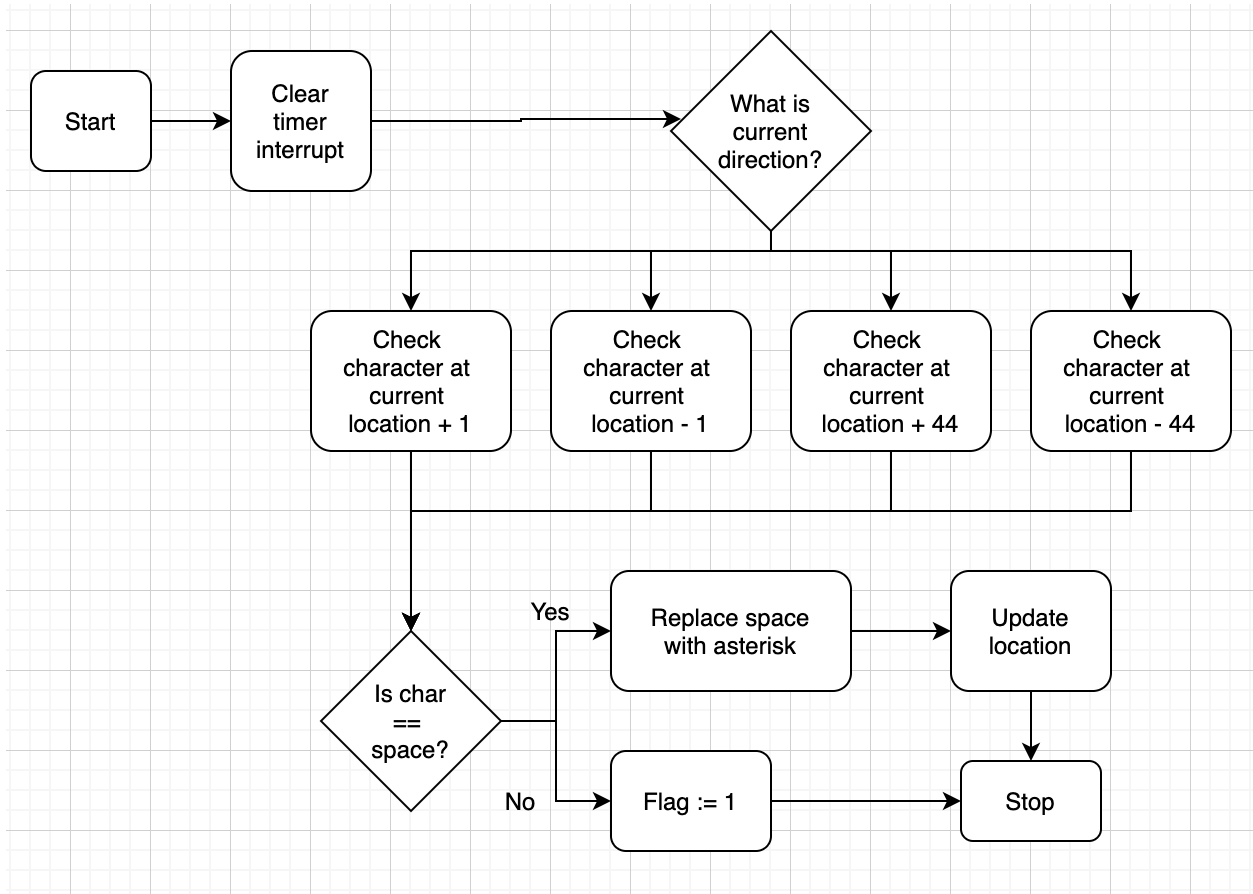 Start
Clear
timer
interrupt
What is
current
direction?
Check
character at
current
location + 1
Check
character at
current
location - 1
Check
character at
current
location + 44
Check
character at
current
location - 44
Is char
==
space?
Yes
Replace space
with asterisk
Update
location
No
Flag := 1
Stop